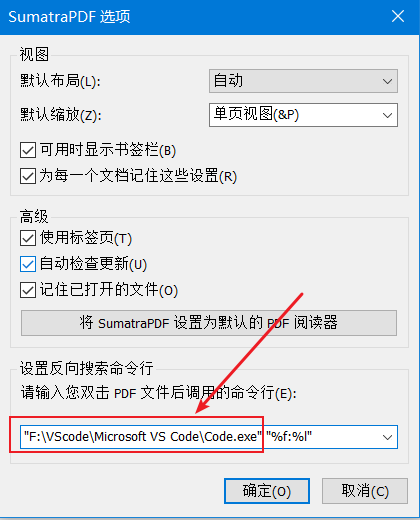 SumatraPDF 选项
视图
默认布局(L):
自动
默认缩放(Z):
单页视图(&P)
可用时显示书签栏(B)
为每一个文档记住这些设置(R)
高级
使用标签页(T)
自动检查更新(U)
记住已打开的文件(O)
将 SumatraPDF 设置为默认的 PDF 阅读器
设置反向搜索命令行
请输入您双击 PDF 文件后调用的命令行(E):
"F:\VScode\Microsoft VS Code\Code.exe" "%f:%l"
确定(O)
取消(C)